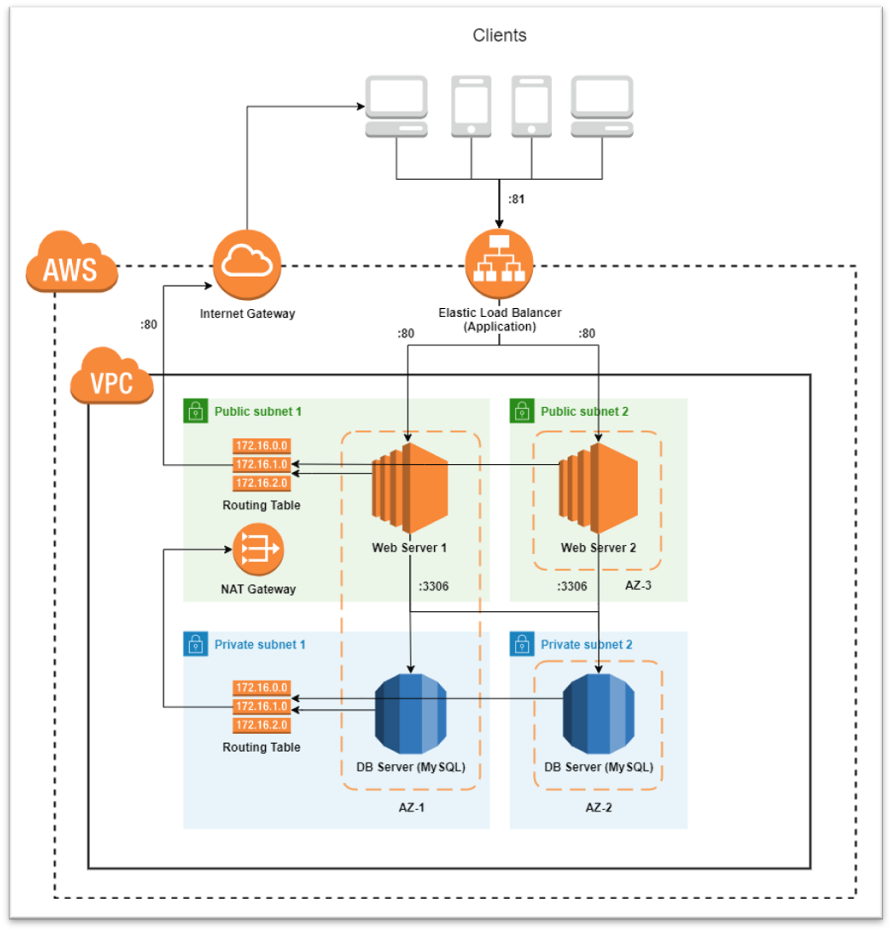 Clients
:81
AWS
Internet Gateway
Elastic Load Balancer
(Application)
:80
:80
:80
VPC
Public subnet 1
Public subnet 2
172.16.0.0
172.16.1.0
172.16.2.0
Routing Table
Web Server 1
Web Server 2
NAT Gateway
:3306
:3306
AZ-3
Private subnet 1
Private subnet 2
172.16.0.0
172.16.1.0
172.16.2.0
Routing Table
DB Server (MySQL)
DB Server (MySQL)
AZ-1
AZ-2